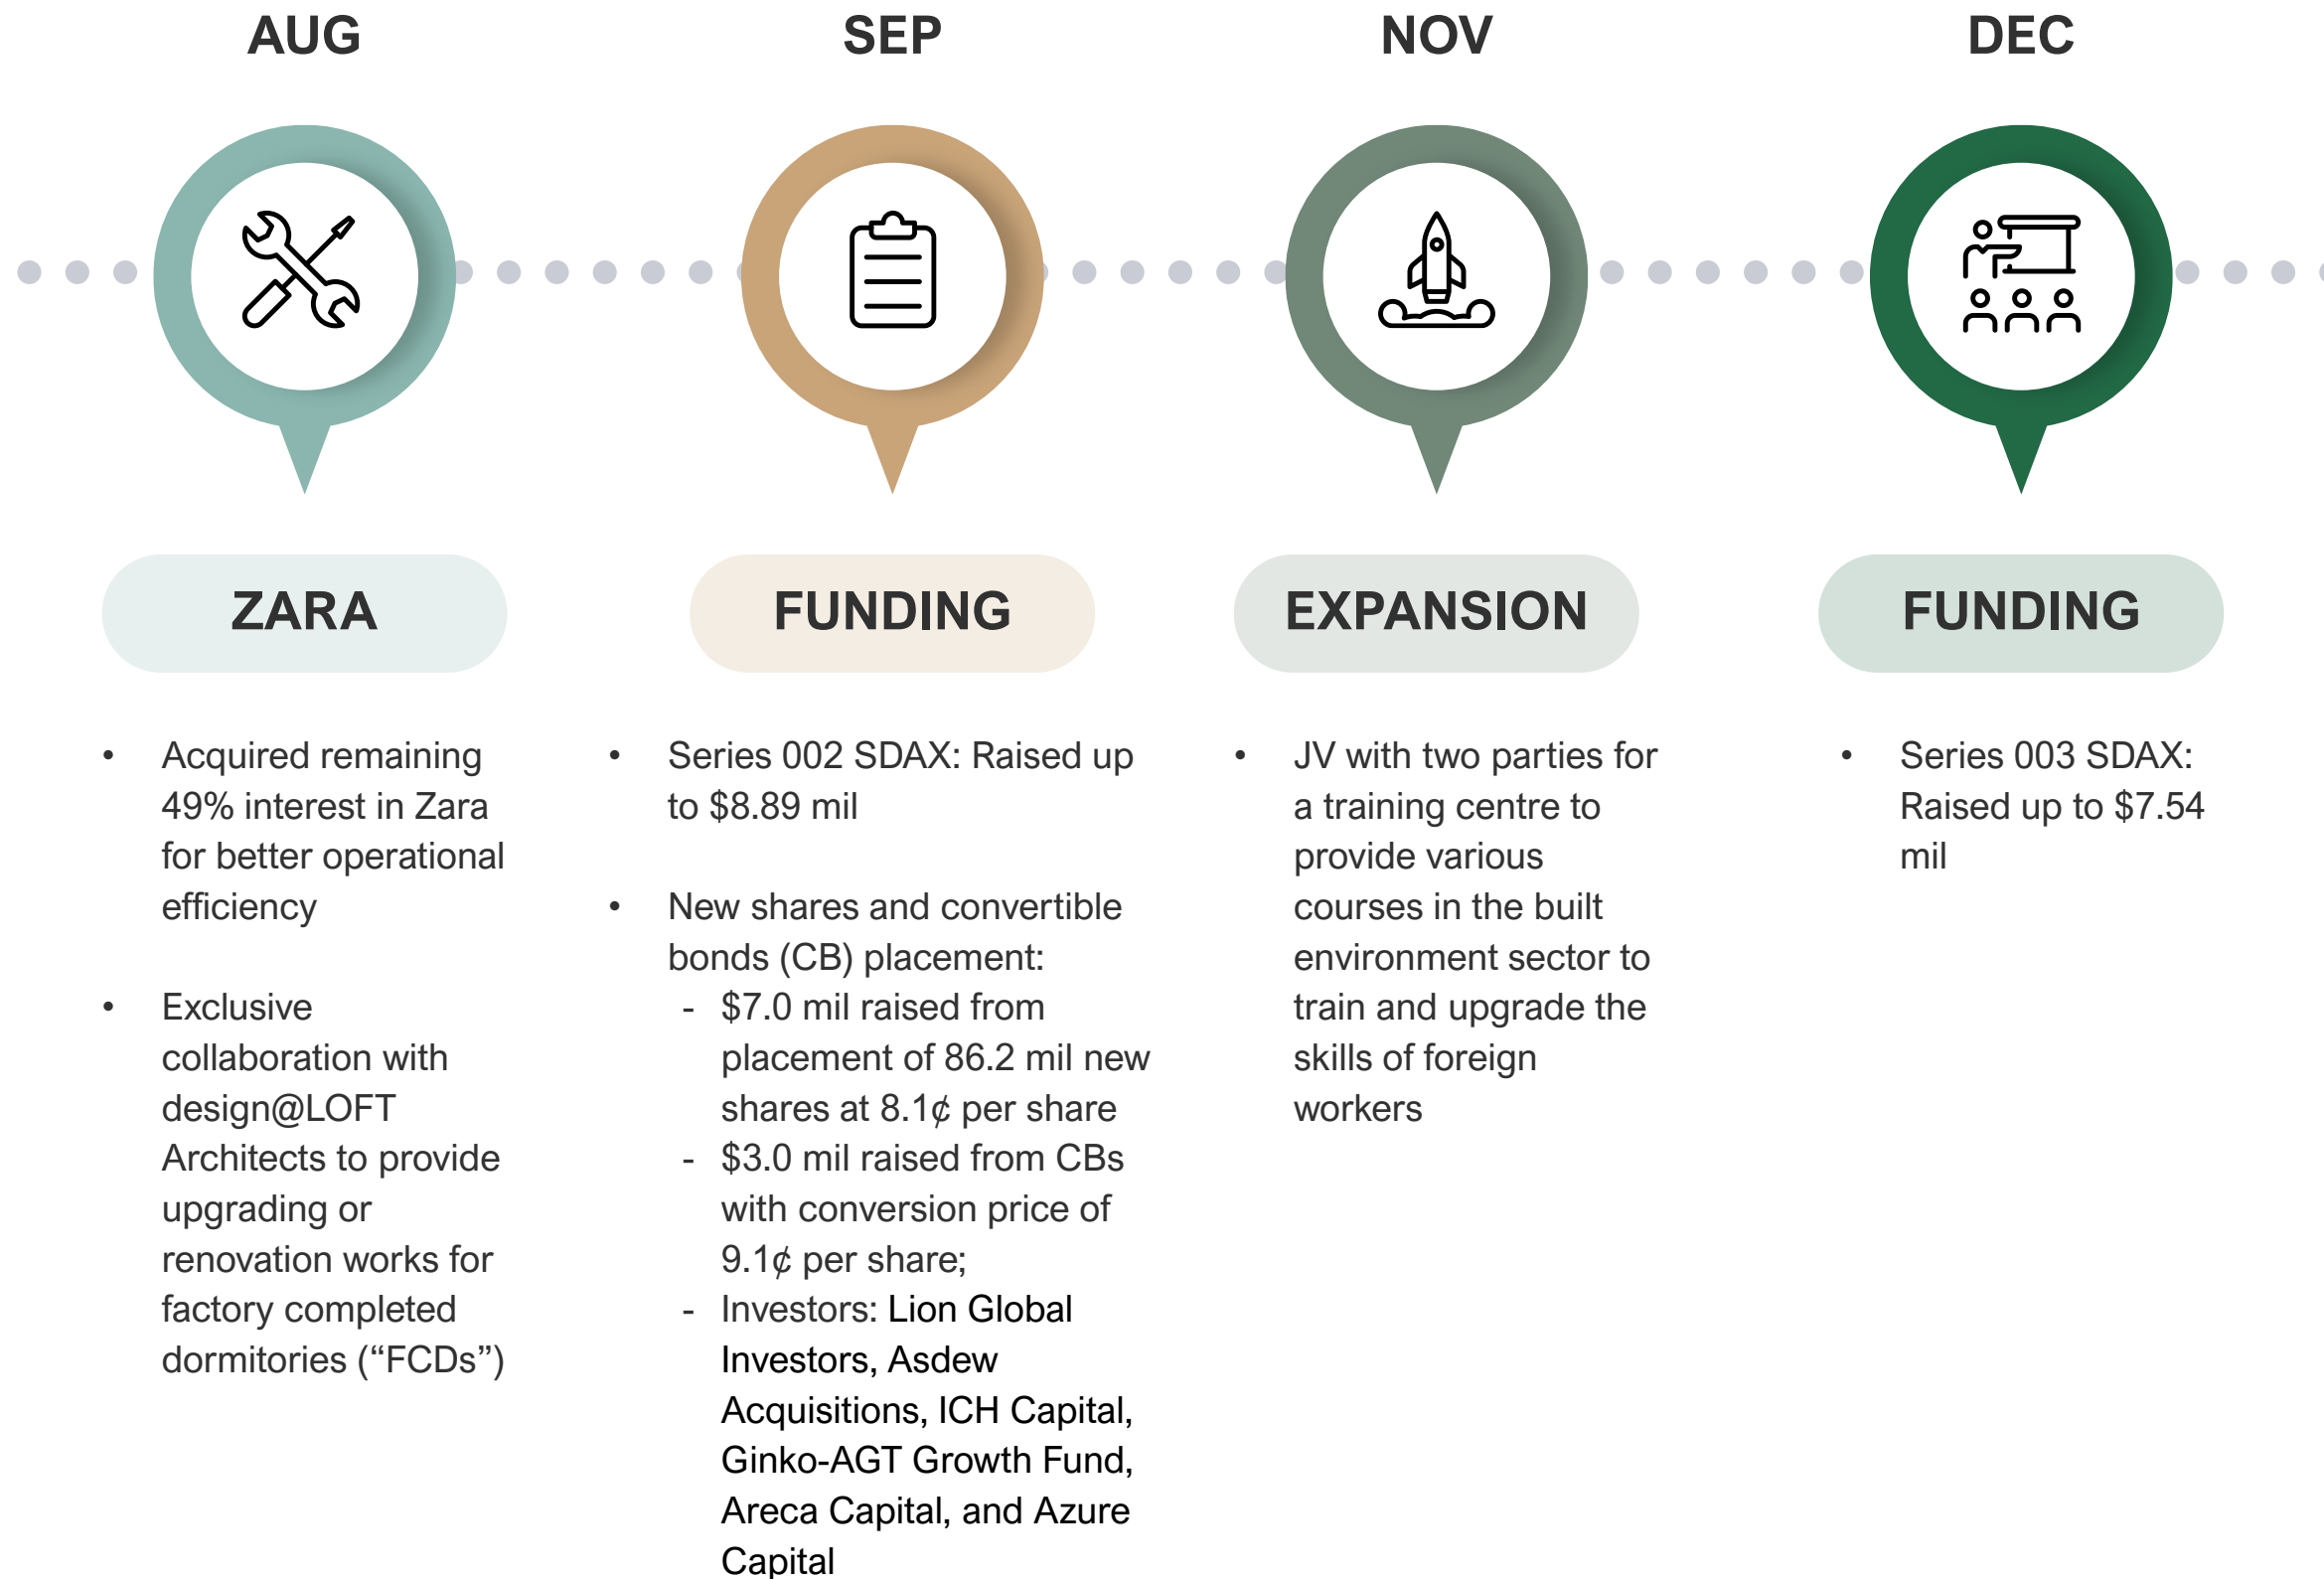 AUG
ZARA
• Acquired remaining
49% interest in Zara
for better operational
efficiency
• Exclusive
collaboration with
design@LOFT
Architects to provide
upgrading or
renovation works for
factory completed
dormitories (“FCDs”)
SEP
FUNDING
• Series 002 SDAX: Raised up
to $8.89 mil
• New shares and convertible
bonds (CB) placement:
- $7.0 mil raised from
placement of 86.2 mil new
shares at 8.1¢ per share
- $3.0 mil raised from CBs
with conversion price of
9.1¢ per share;
- Investors: Lion Global
Investors, Asdew
Acquisitions, ICH Capital,
Ginko-AGT Growth Fund,
Areca Capital, and Azure
Capital
NOV
EXPANSION
• JV with two parties for
a training centre to
provide various
courses in the built
environment sector to
train and upgrade the
skills of foreign
workers
DEC
FUNDING
• Series 003 SDAX:
Raised up to $7.54
mil